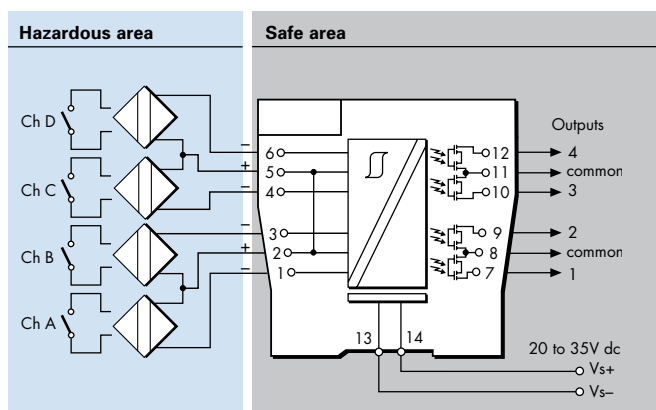 Hazardous area
Safe area
Ch D
Ch C
Ch B
Ch A
–
+
–
–
+
–
6
5
4
3
2
1
12
11
10
9
8
7
Outputs
4
common
3
2
common
1
13
14
20 to 35V dc
Vs+
Vs–